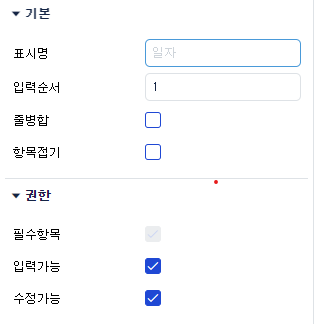 기본
표시명 일자
입력순서 1
줄병합
항목접기
권한
필수항목
입력가능
수정가능